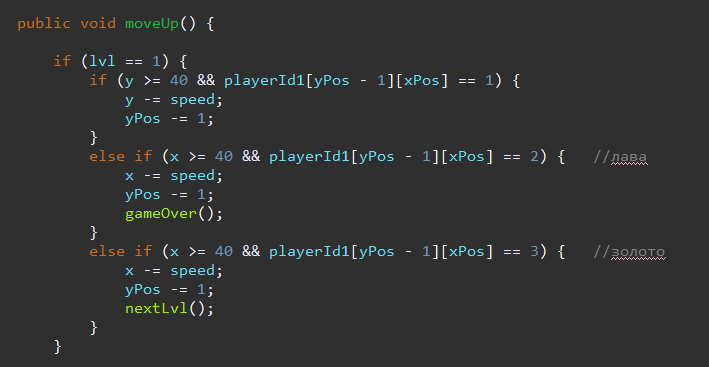 public void moveUp() {
if (lvl == 1) {
if (y >= 40 && playerId1[yPos - 1][xPos] == 1) {
y -= speed;
yPos -= 1;
}
else if (x >= 40 && playerId1[yPos - 1][xPos] == 2) { //лава
x -= speed;
yPos -= 1;
gameOver();
}
else if (x >= 40 && playerId1[yPos - 1][xPos] == 3) { //золото
x -= speed;
yPos -= 1;
nextLvl();
}
}